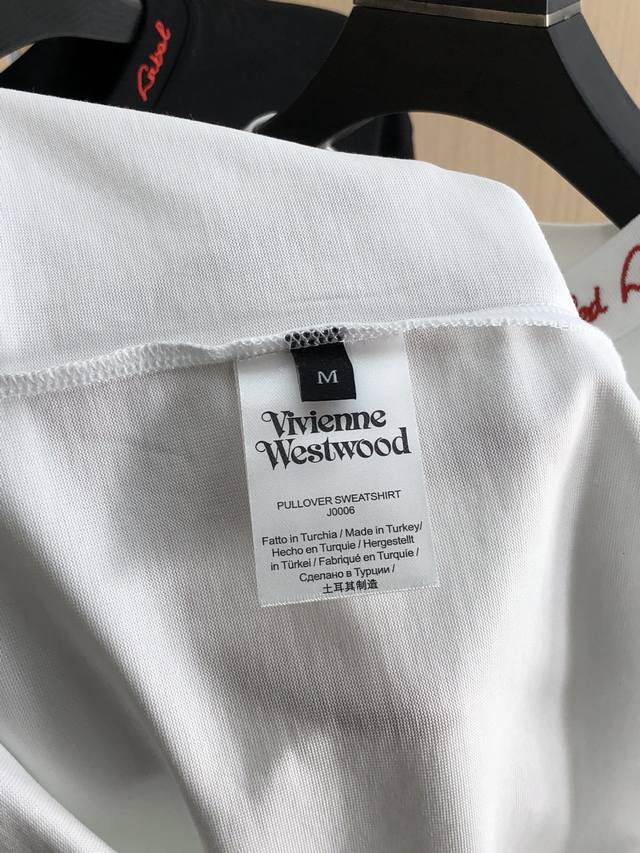 Label
M
Vivienne
Westwood
PULLOVER SWEATSHIRT
J0006
Fatto in Turchia / Made in Turkey/
Hecho en Turquie / Hergestellt
in Türkei / Fabriqué en Turquie /
Сделано в Турции /
土耳其制造